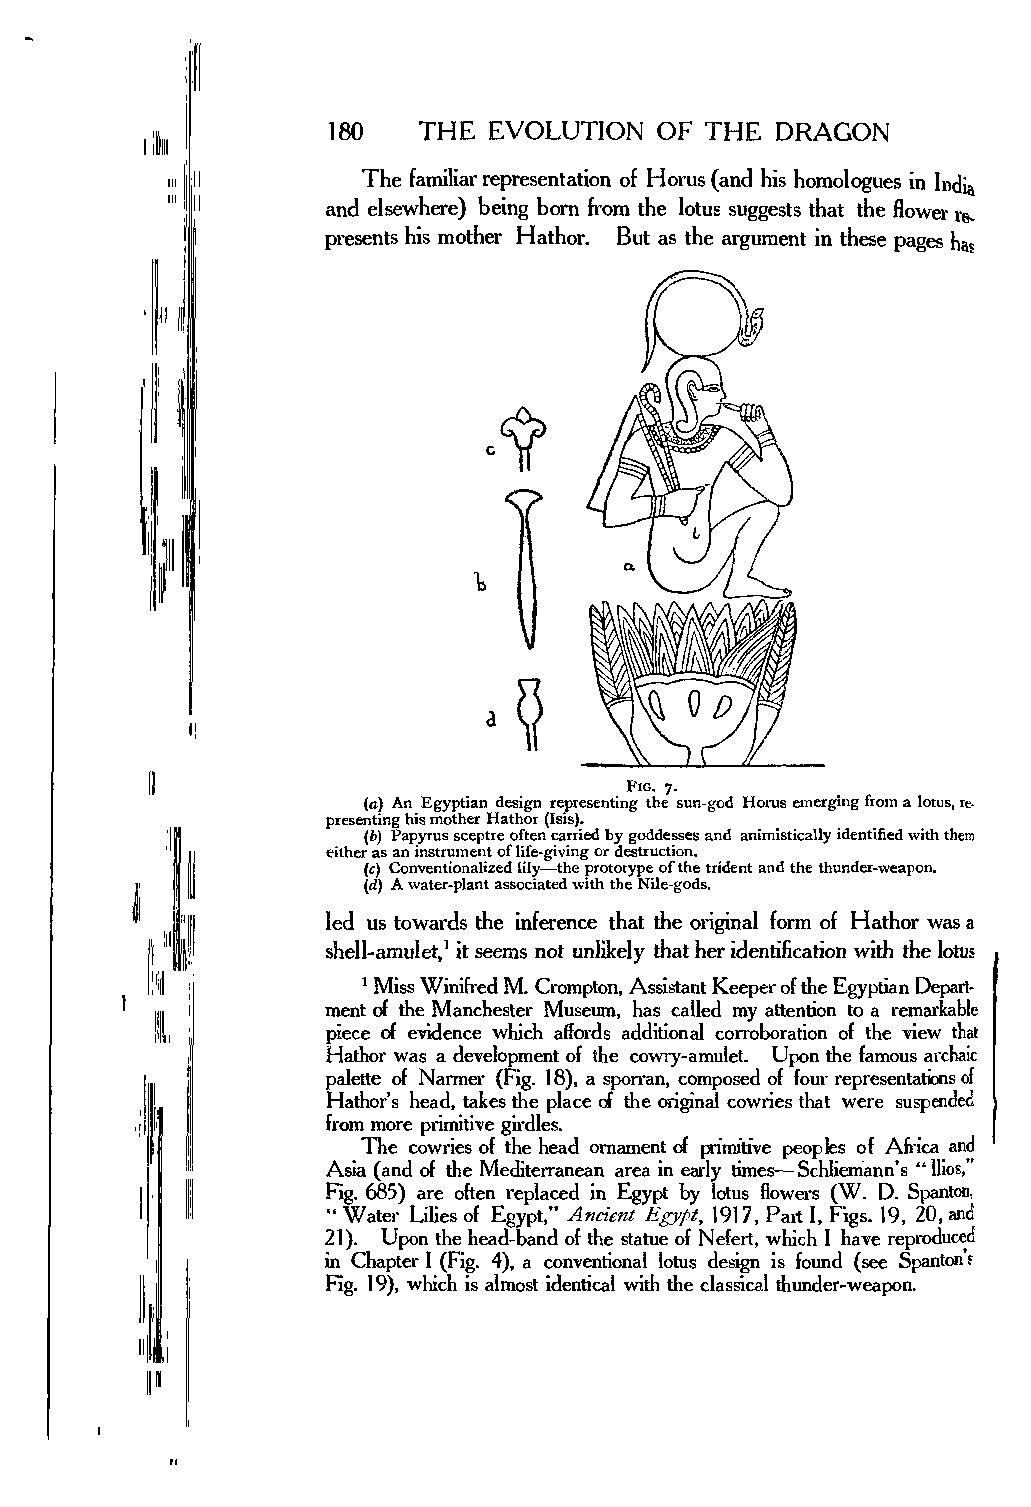 180 THE EVOLUTION OF THE DRAGON
The familiar representation of Horus (and his homologues in India
and elsewhere) being born from the lotus suggests that the flower re-
presents his mother Hathor. But as the argument in these pages has
c
b
a
d
FIG. 7.
(a) An Egyptian design representing the sun-god Horus emerging from a lotus, re-
presenting his mother Hathor (Isis).
(b) Papyrus sceptre often carried by goddesses and animistically identified with them
either as an instrument of life-giving or destruction.
(c) Conventionalized lily—the prototype of the trident and the thunder-weapon.
(d) A water-plant associated with the Nile-gods.
led us towards the inference that the original form of Hathor was a
shell-amulet,¹ it seems not unlikely that her identification with the lotus
¹ Miss Winifred M. Crompton, Assistant Keeper of the Egyptian Depart-
ment of the Manchester Museum, has called my attention to a remarkable
piece of evidence which affords additional corroboration of the view that
Hathor was a development of the cowry-amulet. Upon the famous archaic
palette of Narmer (Fig. 18), a sporran, composed of four representations of
Hathor's head, takes the place of the original cowries that were suspended
from more primitive girdles.
The cowries of the head ornament of primitive peoples of Africa and
Asia (and of the Mediterranean area in early times—Schliemann's "Ilios,"
Fig. 685) are often replaced in Egypt by lotus flowers (W. D. Spanton,
"Water Lilies of Egypt," Ancient Egypt, 1917, Part I, Figs. 19, 20, and
21). Upon the head-band of the statue of Nefert, which I have reproduced
in Chapter I (Fig. 4), a conventional lotus design is found (see Spanton's
Fig. 19), which is almost identical with the classical thunder-weapon.